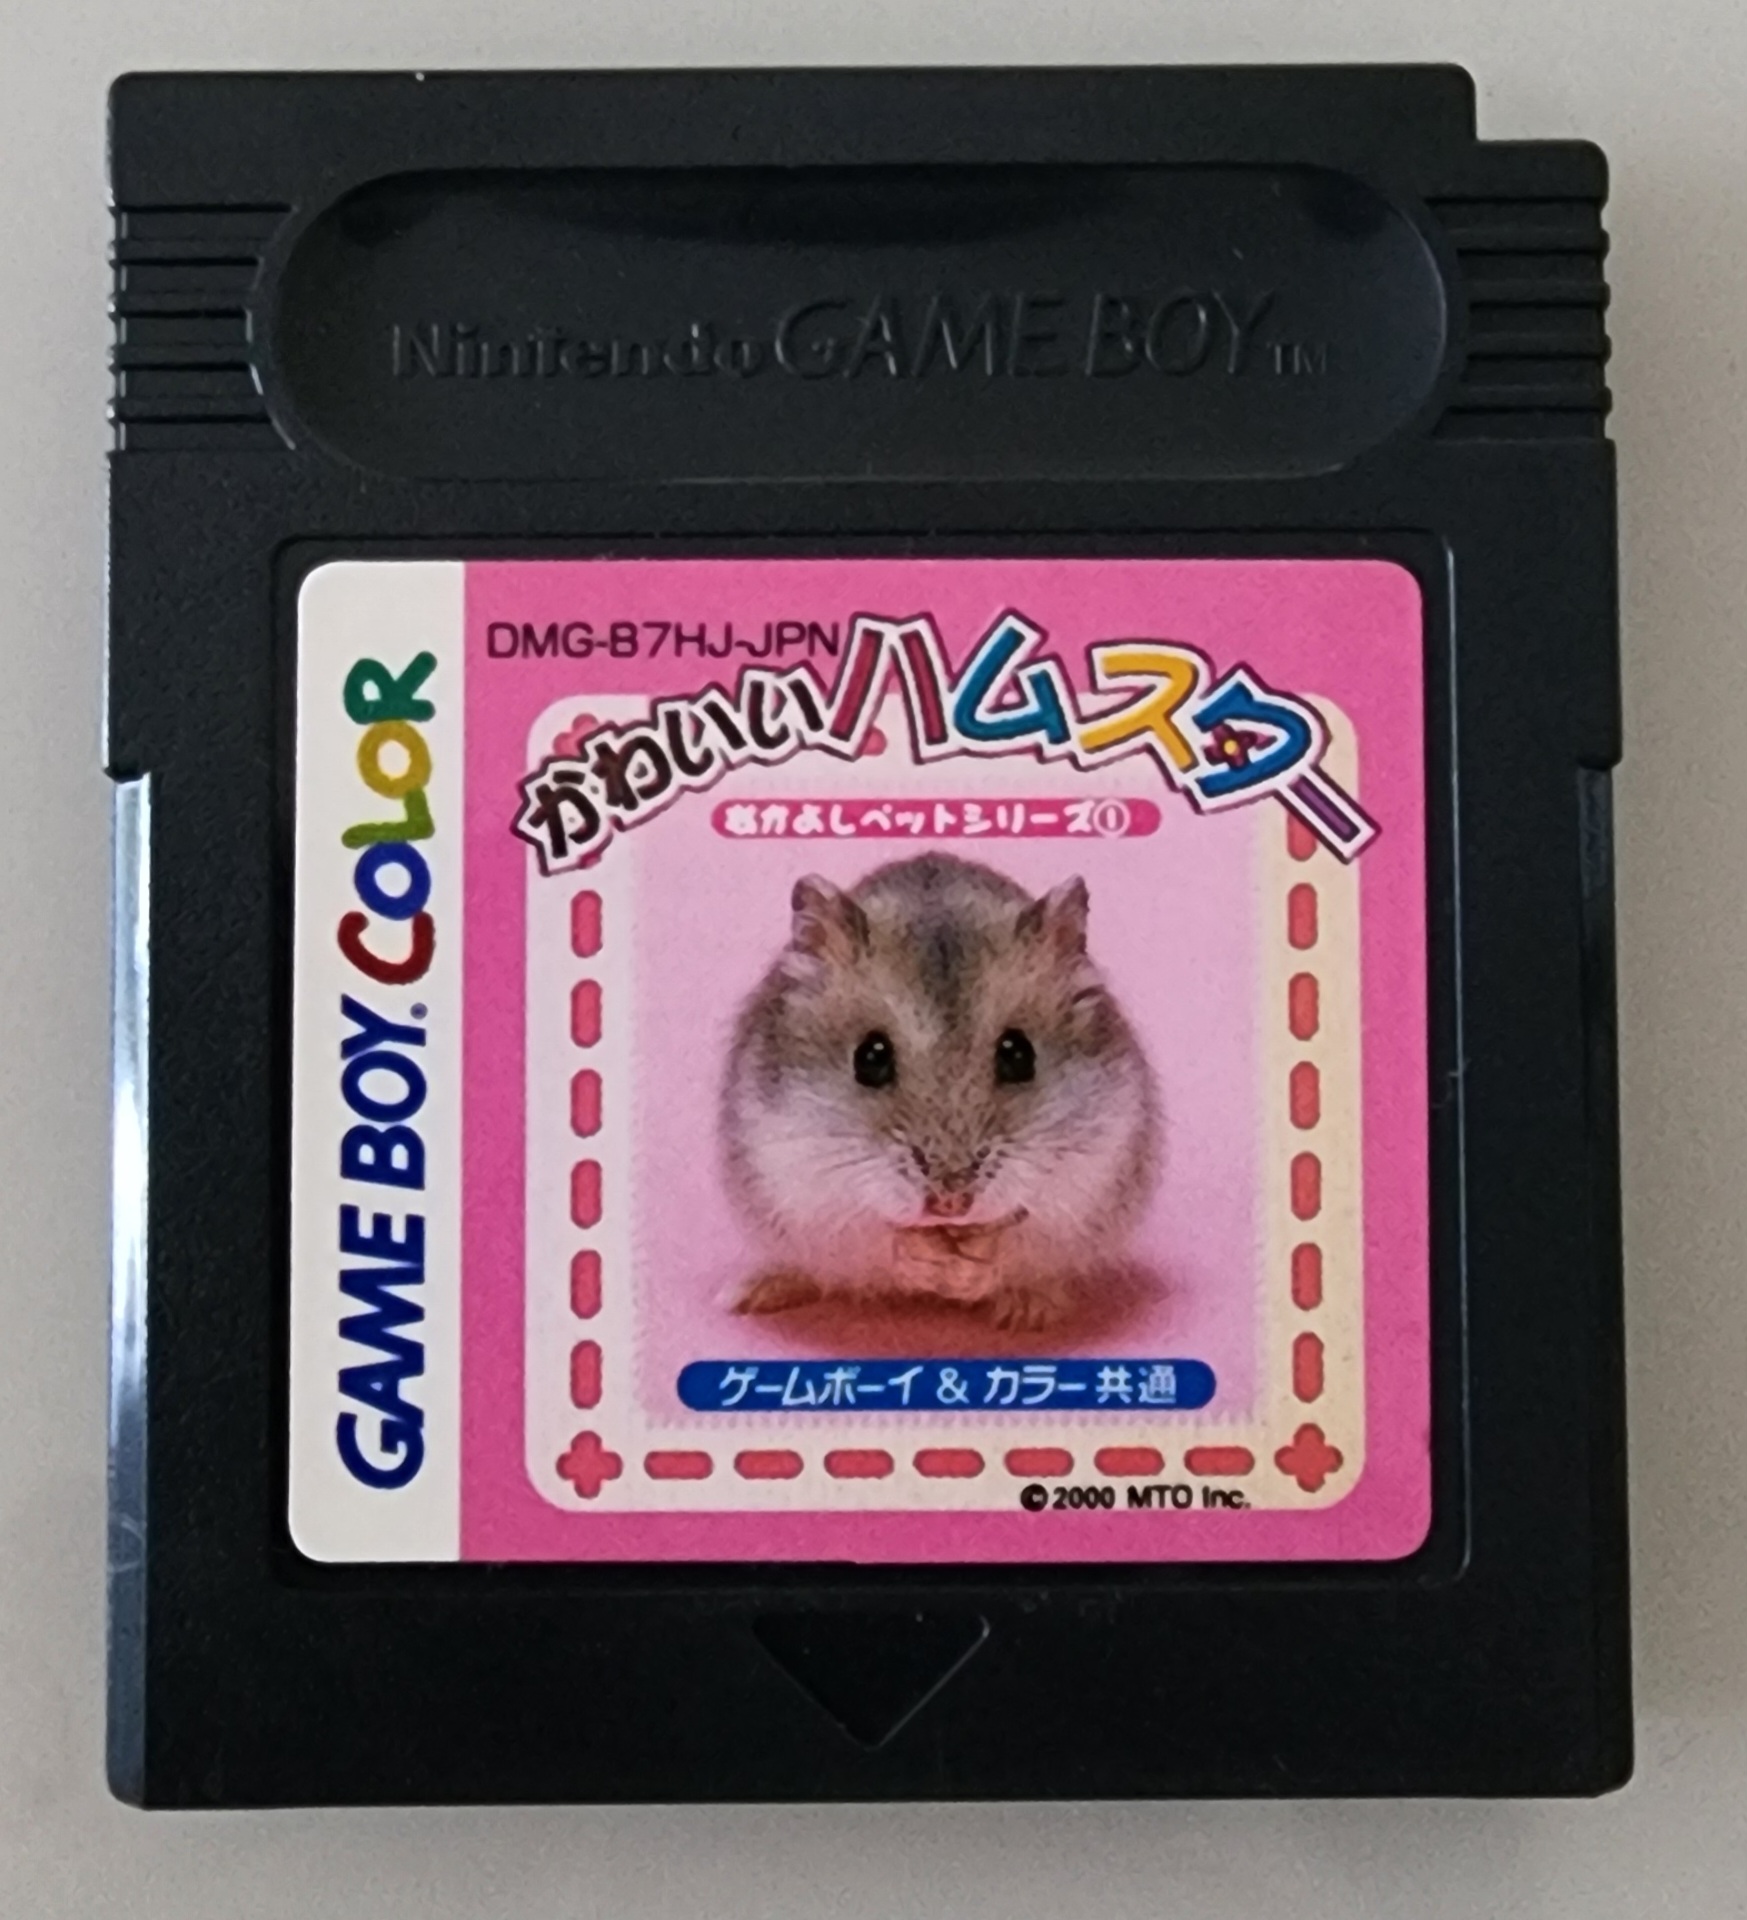 Nintendo GAME BOY TM
GAME BOY® COLOR
DMG-B7HJ-JPN
かわいいハムスター
なかよしペットシリーズ①
ゲームボーイ & カラー共通
©2000 MTO Inc.